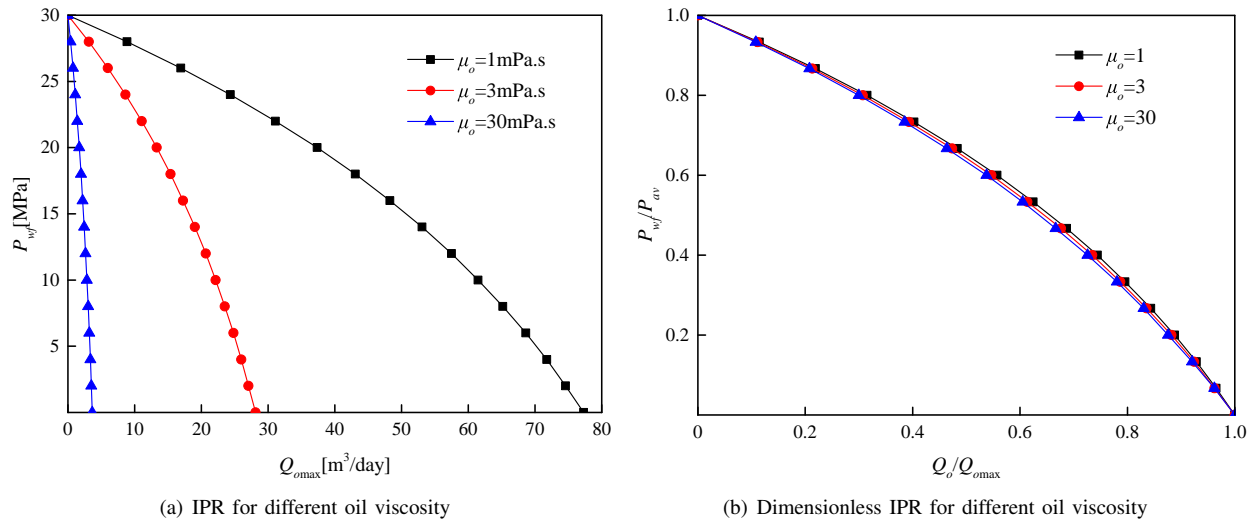 30
25
20
15
10
5
0 10 20 30 40 50 60 70 80
P_wf[MPa]
Q_omax[m³/day]
μ_o=1mPa.s
μ_o=3mPa.s
μ_o=30mPa.s
(a) IPR for different oil viscosity
1.0
0.8
0.6
0.4
0.2
0 0.2 0.4 0.6 0.8 1.0
P_wf/P_av
Q_o/Q_omax
μ_o=1
μ_o=3
μ_o=30
(b) Dimensionless IPR for different oil viscosity